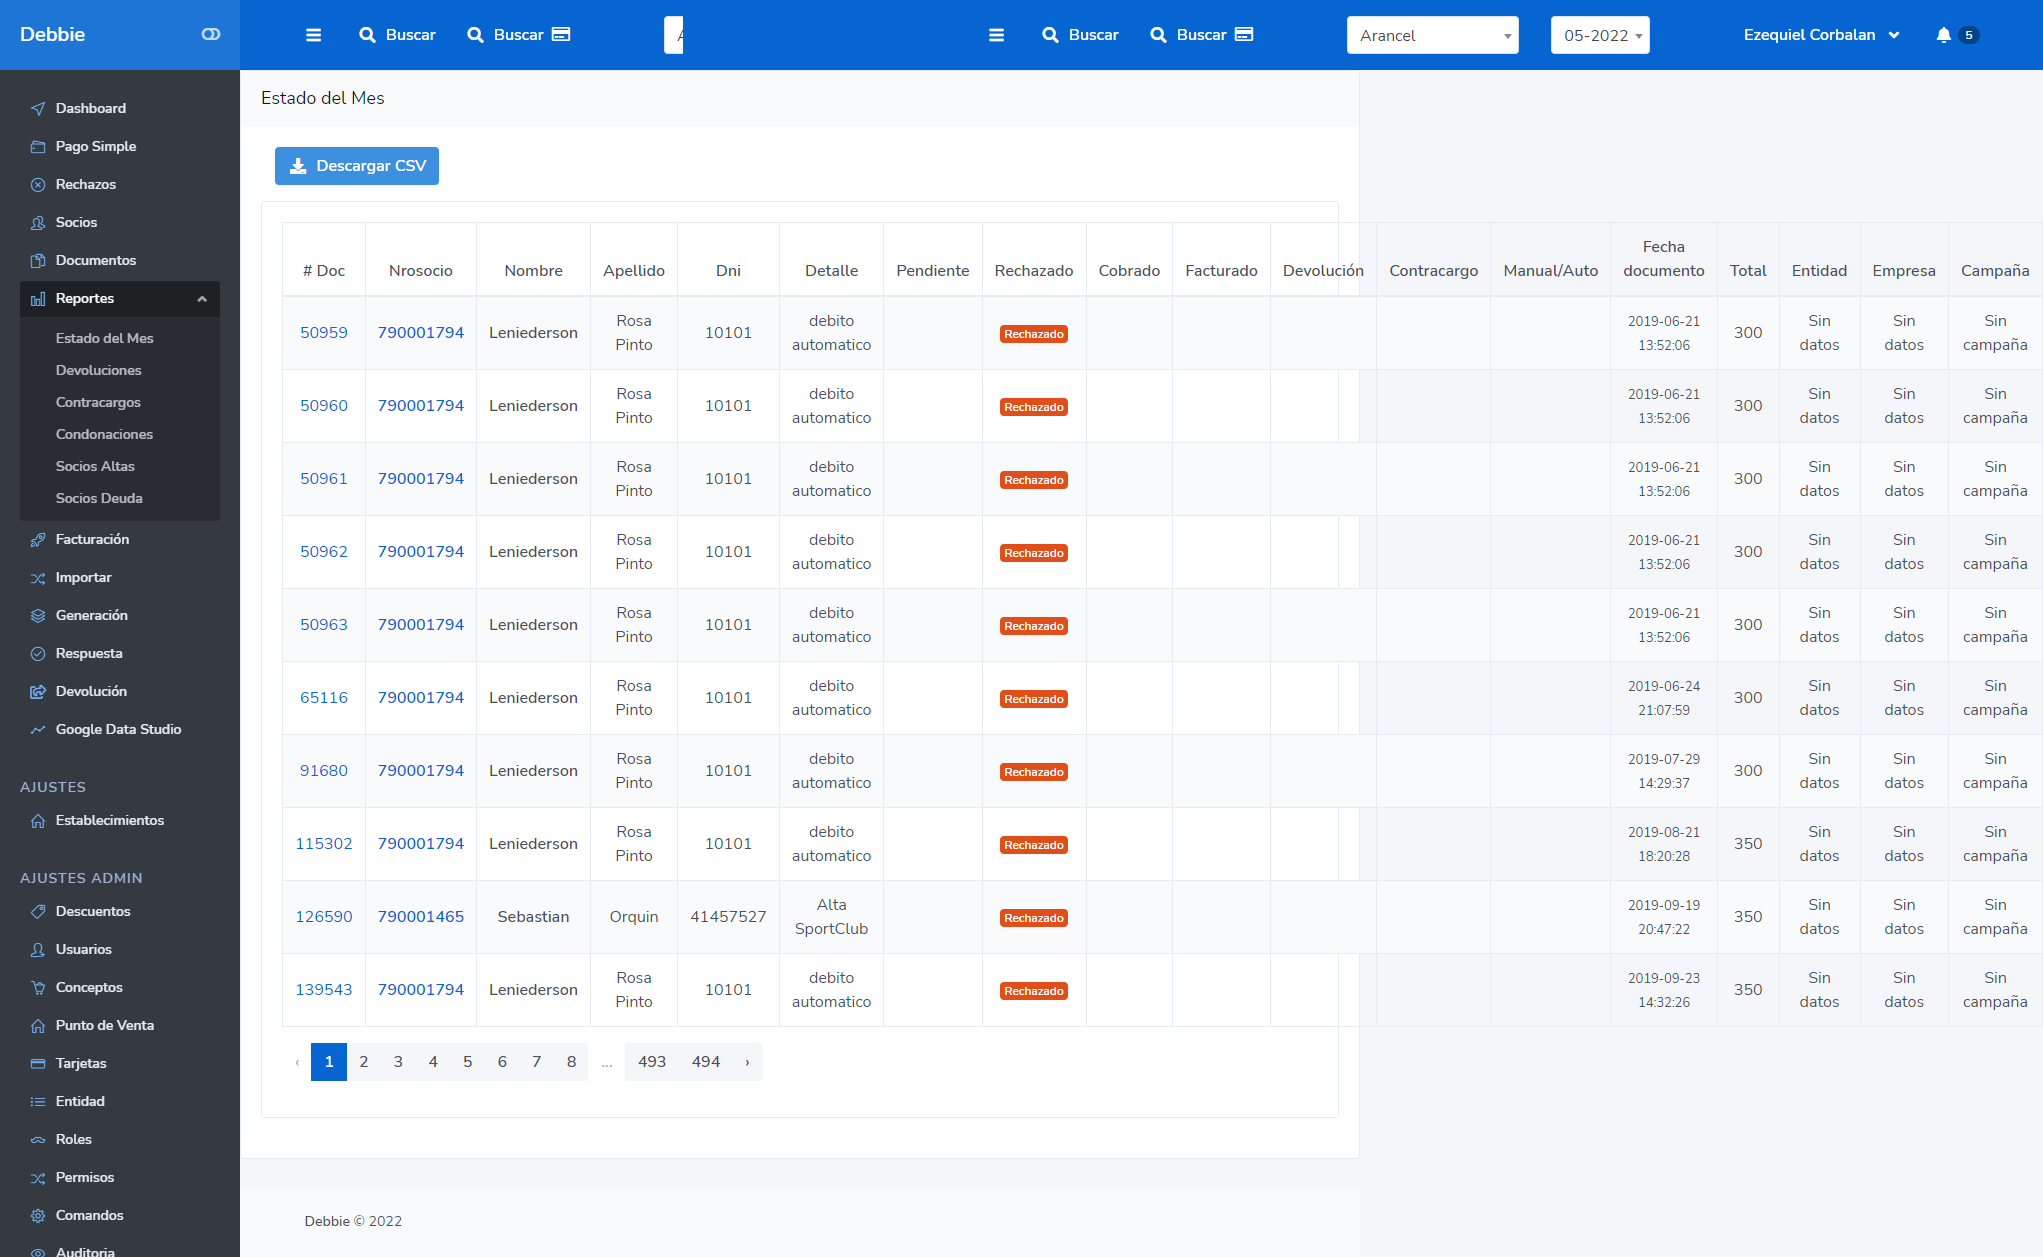 Debbie
Buscar
Buscar
Buscar
Buscar
Arancel
05-2022
Ezequiel Corbalan
5
Dashboard
Pago Simple
Rechazos
Socios
Documentos
Reportes
Estado del Mes
Devoluciones
Contracargos
Condonaciones
Socios Altas
Socios Deuda
Facturación
Importar
Generación
Respuesta
Devolución
Google Data Studio
AJUSTES
Establecimientos
AJUSTES ADMIN
Descuentos
Usuarios
Conceptos
Punto de Venta
Tarjetas
Entidad
Roles
Permisos
Comandos
Auditoria
Estado del Mes
Descargar CSV
# Doc Nrosocio Nombre Apellido Dni Detalle Pendiente Rechazado Cobrado Facturado Devolución Contracargo Manual/Auto Fecha documento Total Entidad Empresa Campaña
50959 790001794 Leniederson Rosa Pinto 10101 debito automatico Rechazado 2019-06-21 13:52:06 300 Sin datos Sin datos Sin campaña
50960 790001794 Leniederson Rosa Pinto 10101 debito automatico Rechazado 2019-06-21 13:52:06 300 Sin datos Sin datos Sin campaña
50961 790001794 Leniederson Rosa Pinto 10101 debito automatico Rechazado 2019-06-21 13:52:06 300 Sin datos Sin datos Sin campaña
50962 790001794 Leniederson Rosa Pinto 10101 debito automatico Rechazado 2019-06-21 13:52:06 300 Sin datos Sin datos Sin campaña
50963 790001794 Leniederson Rosa Pinto 10101 debito automatico Rechazado 2019-06-21 13:52:06 300 Sin datos Sin datos Sin campaña
65116 790001794 Leniederson Rosa Pinto 10101 debito automatico Rechazado 2019-06-24 21:07:59 300 Sin datos Sin datos Sin campaña
91680 790001794 Leniederson Rosa Pinto 10101 debito automatico Rechazado 2019-07-29 14:29:37 300 Sin datos Sin datos Sin campaña
115302 790001794 Leniederson Rosa Pinto 10101 debito automatico Rechazado 2019-08-21 18:20:28 350 Sin datos Sin datos Sin campaña
126590 790001465 Sebastian Orquin 41457527 Alta SportClub Rechazado 2019-09-19 20:47:22 350 Sin datos Sin datos Sin campaña
139543 790001794 Leniederson Rosa Pinto 10101 debito automatico Rechazado 2019-09-23 14:32:26 350 Sin datos Sin datos Sin campaña
‹ 1 2 3 4 5 6 7 8 ... 493 494 ›
Debbie © 2022